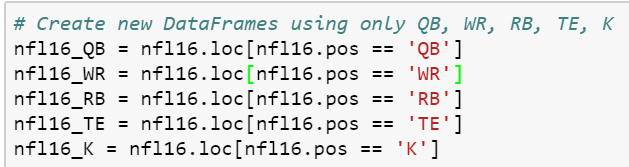 # Create new DataFrames using only QB, WR, RB, TE, K
nfl16_QB = nfl16.loc[nfl16.pos == 'QB']
nfl16_WR = nfl16.loc[nfl16.pos == 'WR']
nfl16_RB = nfl16.loc[nfl16.pos == 'RB']
nfl16_TE = nfl16.loc[nfl16.pos == 'TE']
nfl16_K = nfl16.loc[nfl16.pos == 'K']